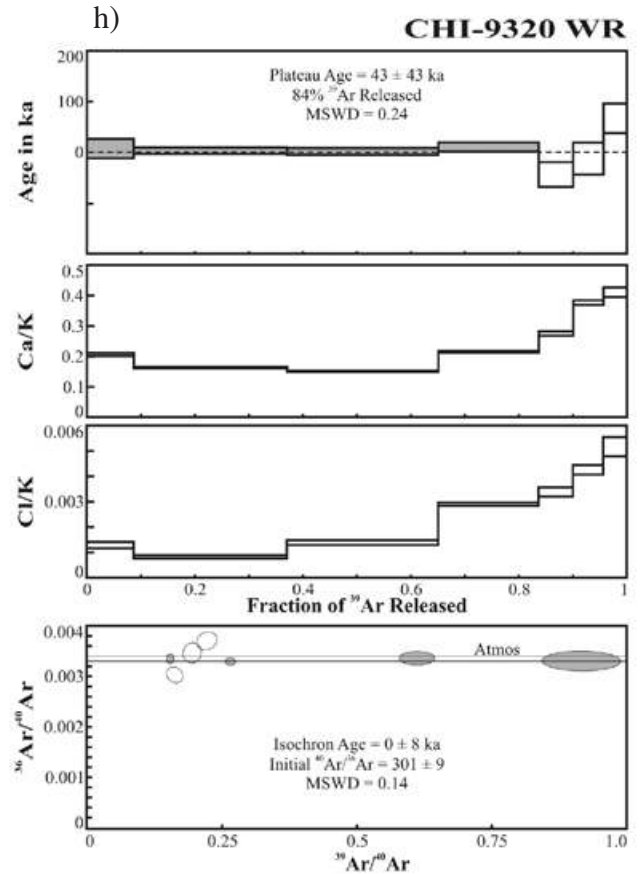 h)
CHI-9320 WR
Age in ka
200
100
0
Plateau Age = 43 ± 43 ka
84% ³⁹Ar Released
MSWD = 0.24
Ca/K
0.5
0.4
0.3
0.2
0.1
0
Cl/K
0.006
0.003
0
0 0.2 0.4 0.6 0.8 1
Fraction of ³⁹Ar Released
³⁶Ar/⁴⁰Ar
0.004
0.003
0.002
0.001
0
Atmos
Isochron Age = 0 ± 8 ka
Initial ⁴⁰Ar/³⁶Ar = 301 ± 9
MSWD = 0.14
0 0.25 0.5 0.75 1.0
³⁹Ar/⁴⁰Ar